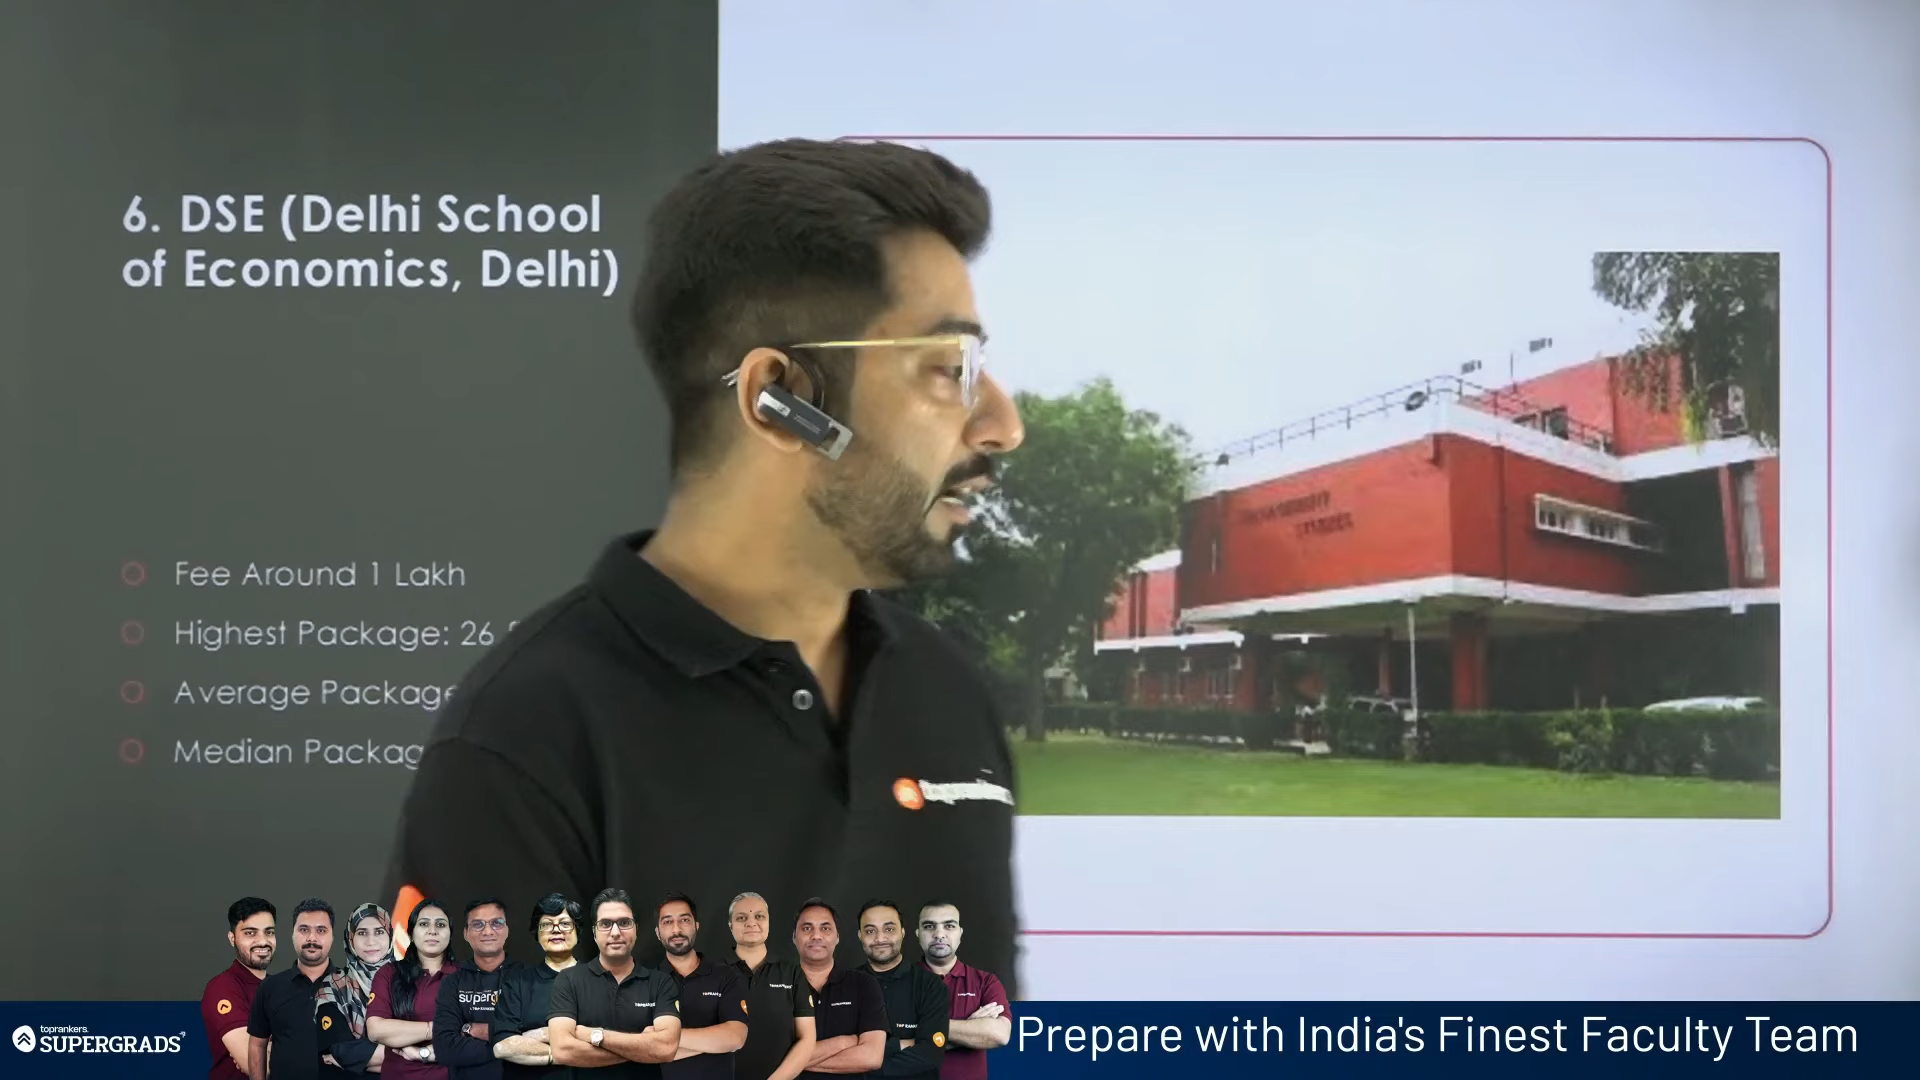 6. DSE (Delhi School
of Economics, Delhi)
Fee Around 1 Lakh
Highest Package: 26
Average Package
Median Packag
Toprankers
toprankers.
SUPERGRADS
Prepare with India's Finest Faculty Team